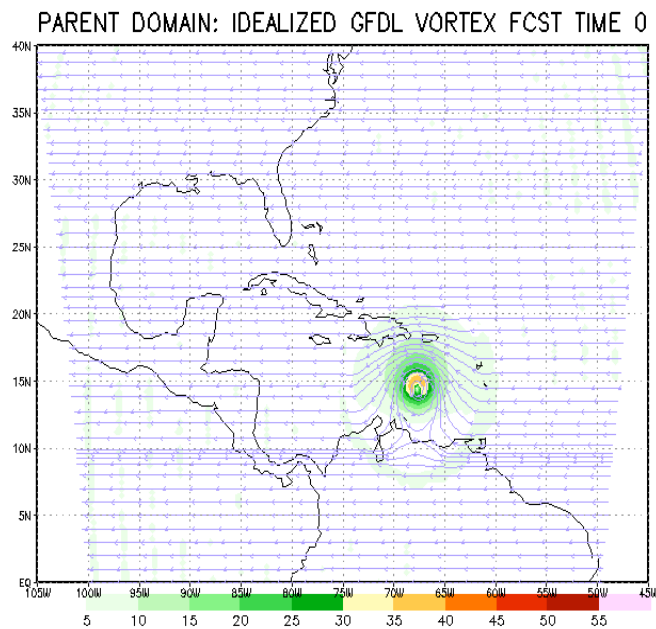 PARENT DOMAIN: IDEALIZED GFDL VORTEX FCST TIME 0
40N
35N
30N
25N
20N
15N
10N
5N
EQ
105W 100W 95W 90W 85W 80W 75W 70W 65W 60W 55W 50W 45W
5 10 15 20 25 30 35 40 45 50 55